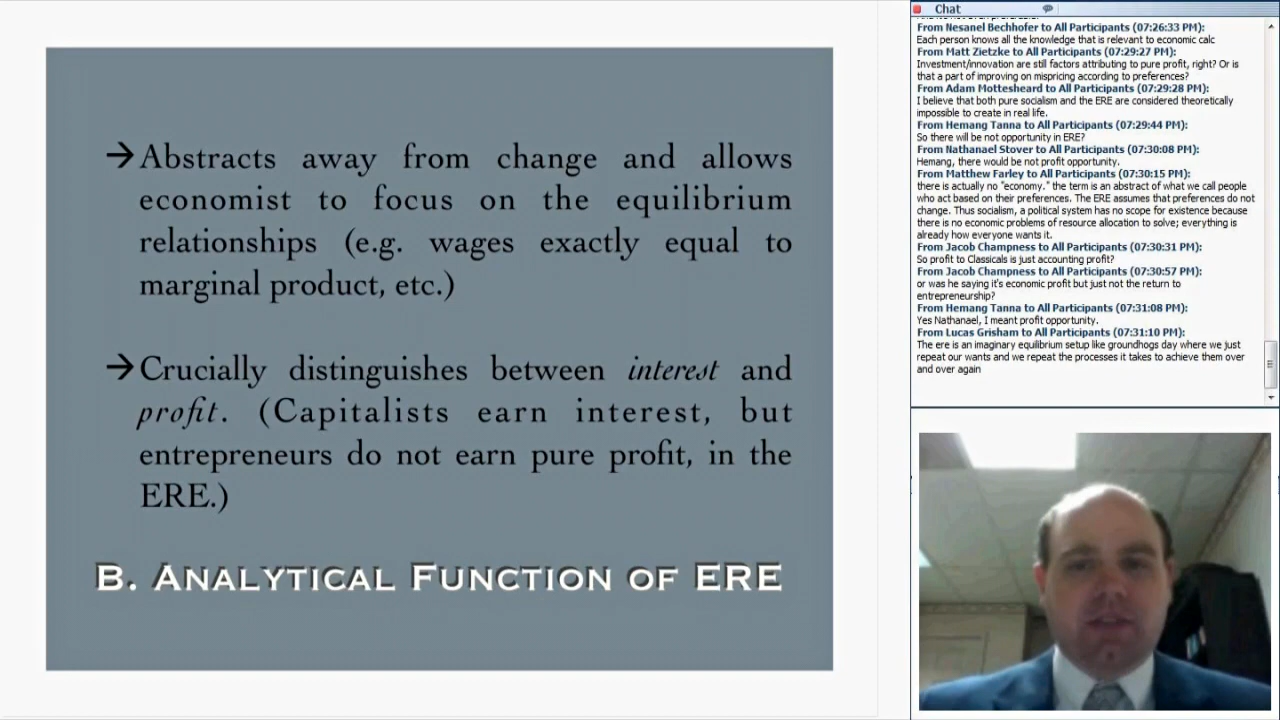 →Abstracts away from change and allows
economist to focus on the equilibrium
relationships (e.g. wages exactly equal to
marginal product, etc.)
→Crucially distinguishes between interest and
profit. (Capitalists earn interest, but
entrepreneurs do not earn pure profit, in the
ERE.)
B. Analytical Function of ERE
Chat
From Nesanel Bechhofer to All Participants (07:26:33 PM):
Each person knows all the knowledge that is relevant to economic calc
From Matt Zietzke to All Participants (07:29:27 PM):
Investment/innovation are still factors attributing to pure profit, right? Or is
that a part of improving on mispricing according to preferences?
From Adam Mottesheard to All Participants (07:29:28 PM):
I believe that both pure socialism and the ERE are considered theoretically
impossible to create in real life.
From Hemang Tanna to All Participants (07:29:44 PM):
So there will be not opportunity in ERE?
From Nathanael Stover to All Participants (07:30:08 PM):
Hemang, there would be not profit opportunity.
From Matthew Farley to All Participants (07:30:15 PM):
there is actually no "economy." the term is an abstract of what we call people
who act based on their preferences. The ERE assumes that preferences do not
change. Thus socialism, a political system has no scope for existence because
there is no economic problems of resource allocation to solve; everything is
already how everyone wants it.
From Jacob Champness to All Participants (07:30:31 PM):
So profit to Classicals is just accounting profit?
From Jacob Champness to All Participants (07:30:57 PM):
or was he saying it's economic profit but just not the return to
entrepreneurship?
From Hemang Tanna to All Participants (07:31:08 PM):
Yes Nathanael, I meant profit opportunity.
From Lucas Grisham to All Participants (07:31:10 PM):
The ere is an imaginary equilibrium setup like groundhogs day where we just
repeat our wants and we repeat the processes it takes to achieve them over
and over again